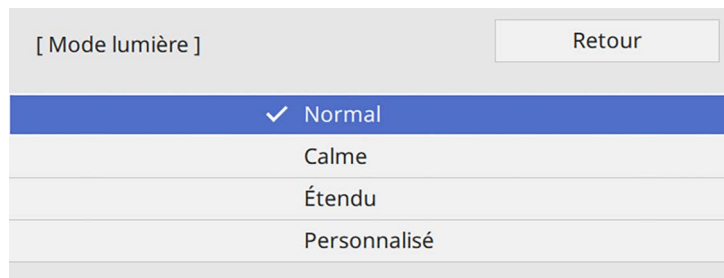 [ Mode lumière ]
Retour
Normal
Calme
Étendu
Personnalisé